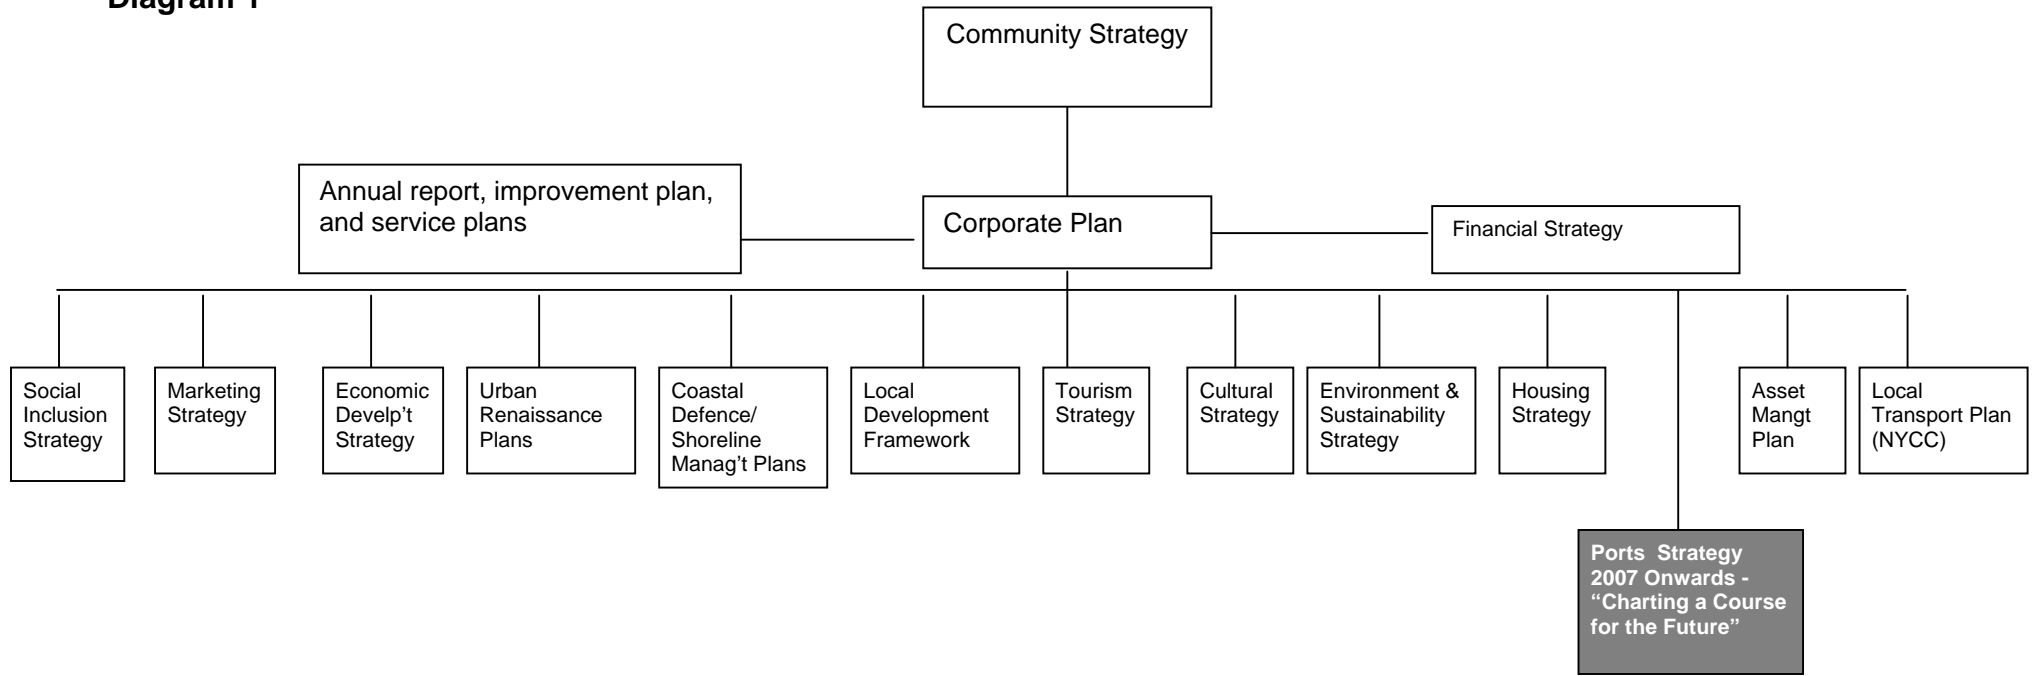 Diagram 1
Community Strategy
Annual report, improvement plan,
and service plans
Corporate Plan
Financial Strategy
Social
Inclusion
Strategy
Marketing
Strategy
Economic
Develp't
Strategy
Urban
Renaissance
Plans
Coastal
Defence/
Shoreline
Manag't Plans
Local
Development
Framework
Tourism
Strategy
Cultural
Strategy
Environment &
Sustainability
Strategy
Housing
Strategy
Asset
Mangt
Plan
Local
Transport Plan
(NYCC)
Ports  Strategy
2007 Onwards -
“Charting a Course
for the Future”